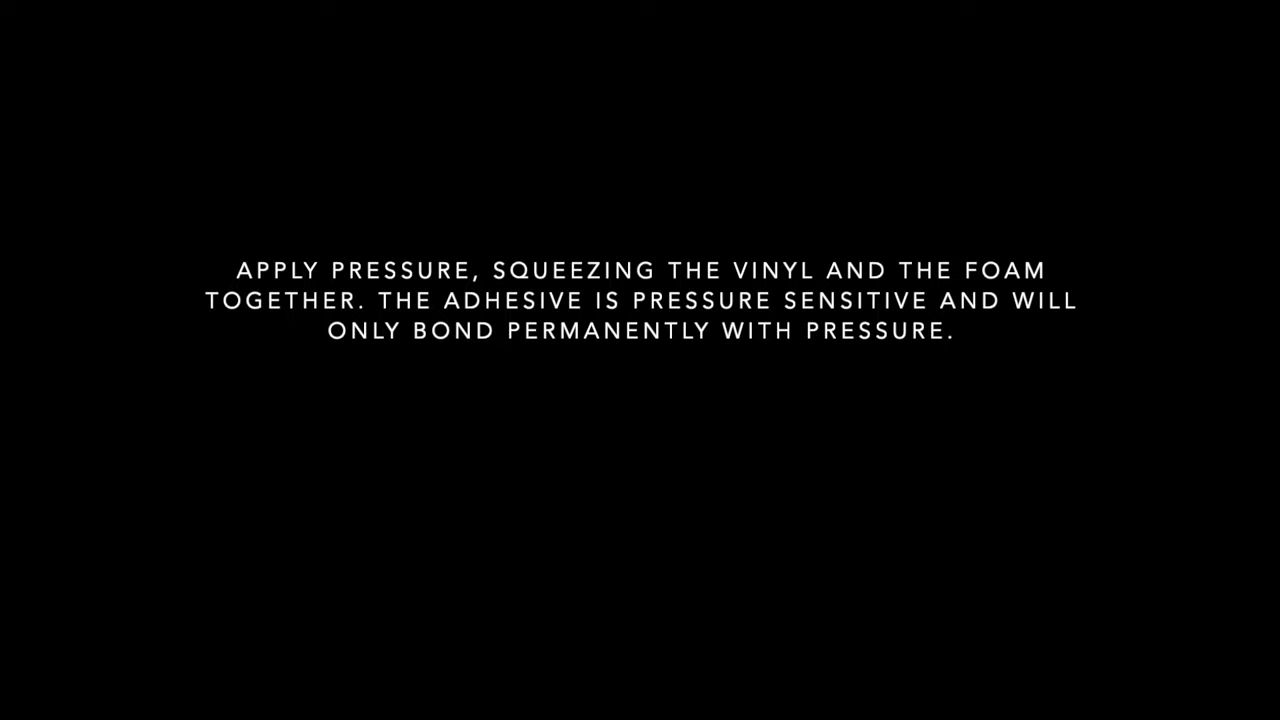 APPLY PRESSURE, SQUEEZING THE VINYL AND THE FOAM
TOGETHER. THE ADHESIVE IS PRESSURE SENSITIVE AND WILL
ONLY BOND PERMANENTLY WITH PRESSURE.